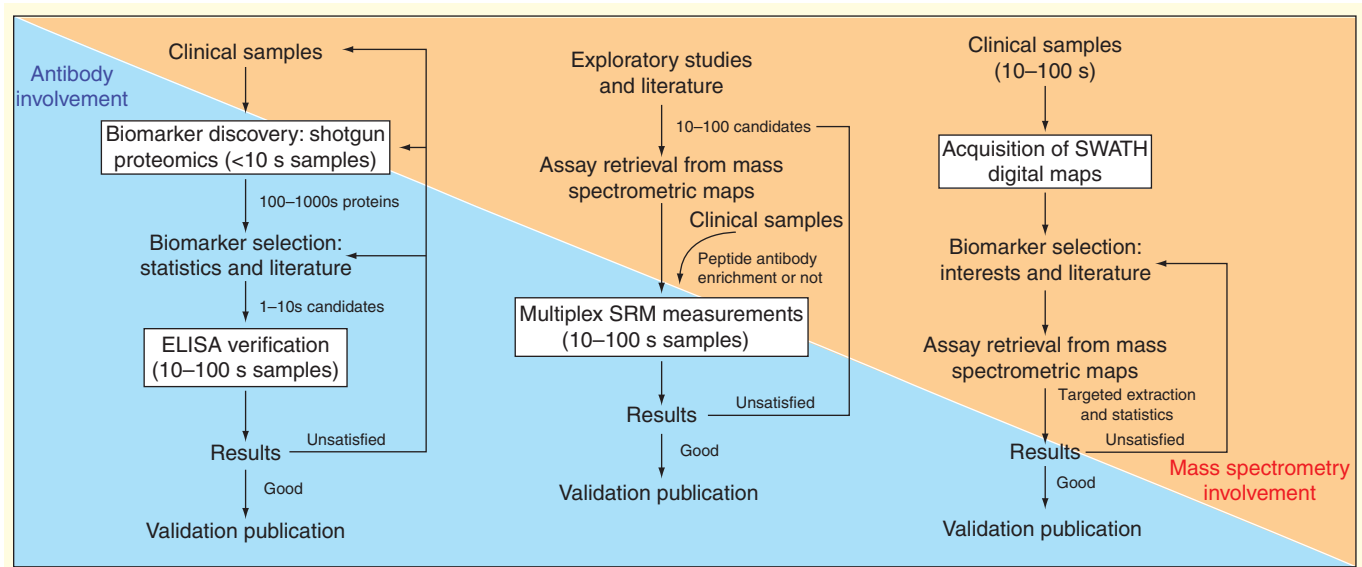 Antibody
involvement
Clinical samples
Biomarker discovery: shotgun
proteomics (<10 s samples)
100–1000s proteins
Biomarker selection:
statistics and literature
1–10s candidates
ELISA verification
(10–100 s samples)
Results
Unsatisfied
Good
Validation publication
Exploratory studies
and literature
10–100 candidates
Assay retrieval from mass
spectrometric maps
Clinical samples
Peptide antibody
enrichment or not
Multiplex SRM measurements
(10–100 s samples)
Results
Unsatisfied
Good
Validation publication
Clinical samples
(10–100 s)
Acquisition of SWATH
digital maps
Biomarker selection:
interests and literature
Assay retrieval from mass
spectrometric maps
Targeted extraction
and statistics
Results
Unsatisfied
Good
Validation publication
Mass spectrometry
involvement